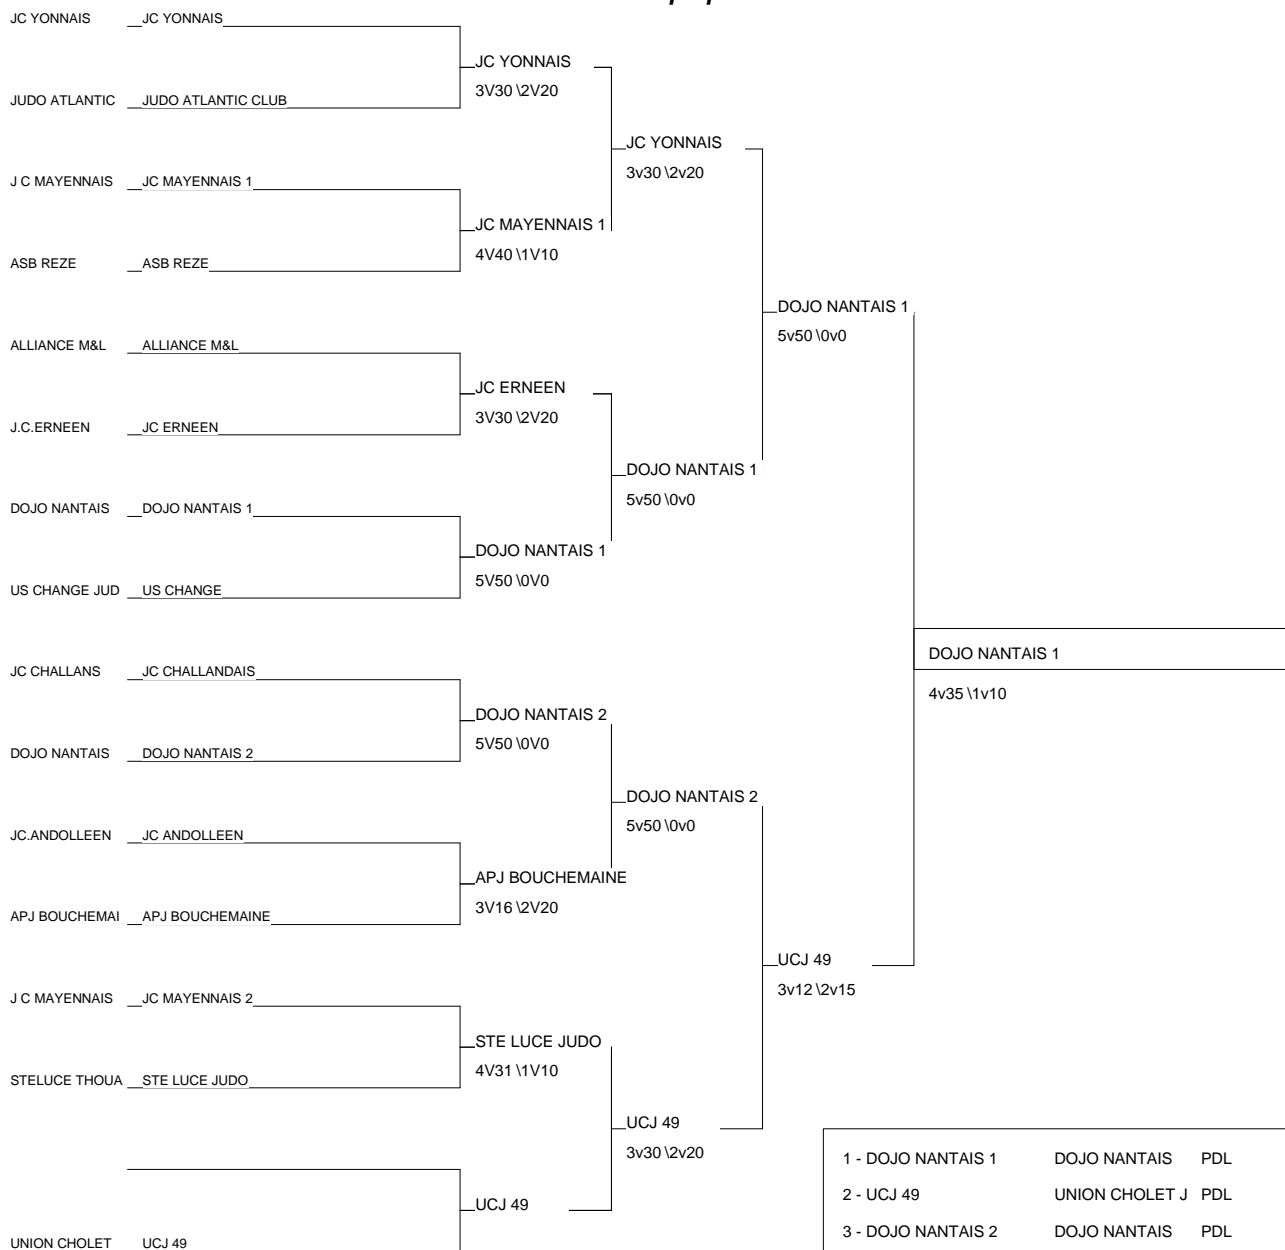 JC YONNAIS JC YONNAIS
JC YONNAIS
3V30 \2V20
JUDO ATLANTIC JUDO ATLANTIC CLUB
JC YONNAIS
3v30 \2v20
J C MAYENNAIS JC MAYENNAIS 1
JC MAYENNAIS 1
4V40 \1V10
ASB REZE ASB REZE
DOJO NANTAIS 1
5v50 \0v0
ALLIANCE M&L ALLIANCE M&L
JC ERNEEN
3V30 \2V20
J.C.ERNEEN JC ERNEEN
DOJO NANTAIS 1
5v50 \0v0
DOJO NANTAIS DOJO NANTAIS 1
DOJO NANTAIS 1
5V50 \0V0
US CHANGE JUD US CHANGE
DOJO NANTAIS 1
4v35 \1v10
JC CHALLANS JC CHALLANDAIS
DOJO NANTAIS 2
5V50 \0V0
DOJO NANTAIS DOJO NANTAIS 2
DOJO NANTAIS 2
5v50 \0v0
JC.ANDOLLEEN JC ANDOLLEEN
APJ BOUCHEMAINE
3V16 \2V20
APJ BOUCHEMAI APJ BOUCHEMAINE
UCJ 49
3v12 \2v15
J C MAYENNAIS JC MAYENNAIS 2
STE LUCE JUDO
4V31 \1V10
STELUCE THOUA STE LUCE JUDO
UCJ 49
3v30 \2v20
UCJ 49
UNION CHOLET UCJ 49
1 - DOJO NANTAIS 1 DOJO NANTAIS PDL
2 - UCJ 49 UNION CHOLET J PDL
3 - DOJO NANTAIS 2 DOJO NANTAIS PDL